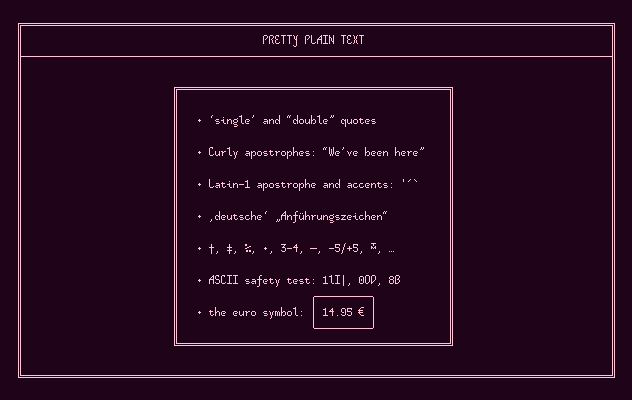 PRETTY PLAIN TEXT
• ‘single’ and “double” quotes
• Curly apostrophes: “We’ve been here”
• Latin-1 apostrophe and accents: '´`
• ‚deutsche‘ „Anführungszeichen“
• †, ‡, ‰, •, 3–4, —, −5/+5, ™, …
• ASCII safety test: 1lI|, 0OD, 8B
• the euro symbol: 14.95 €